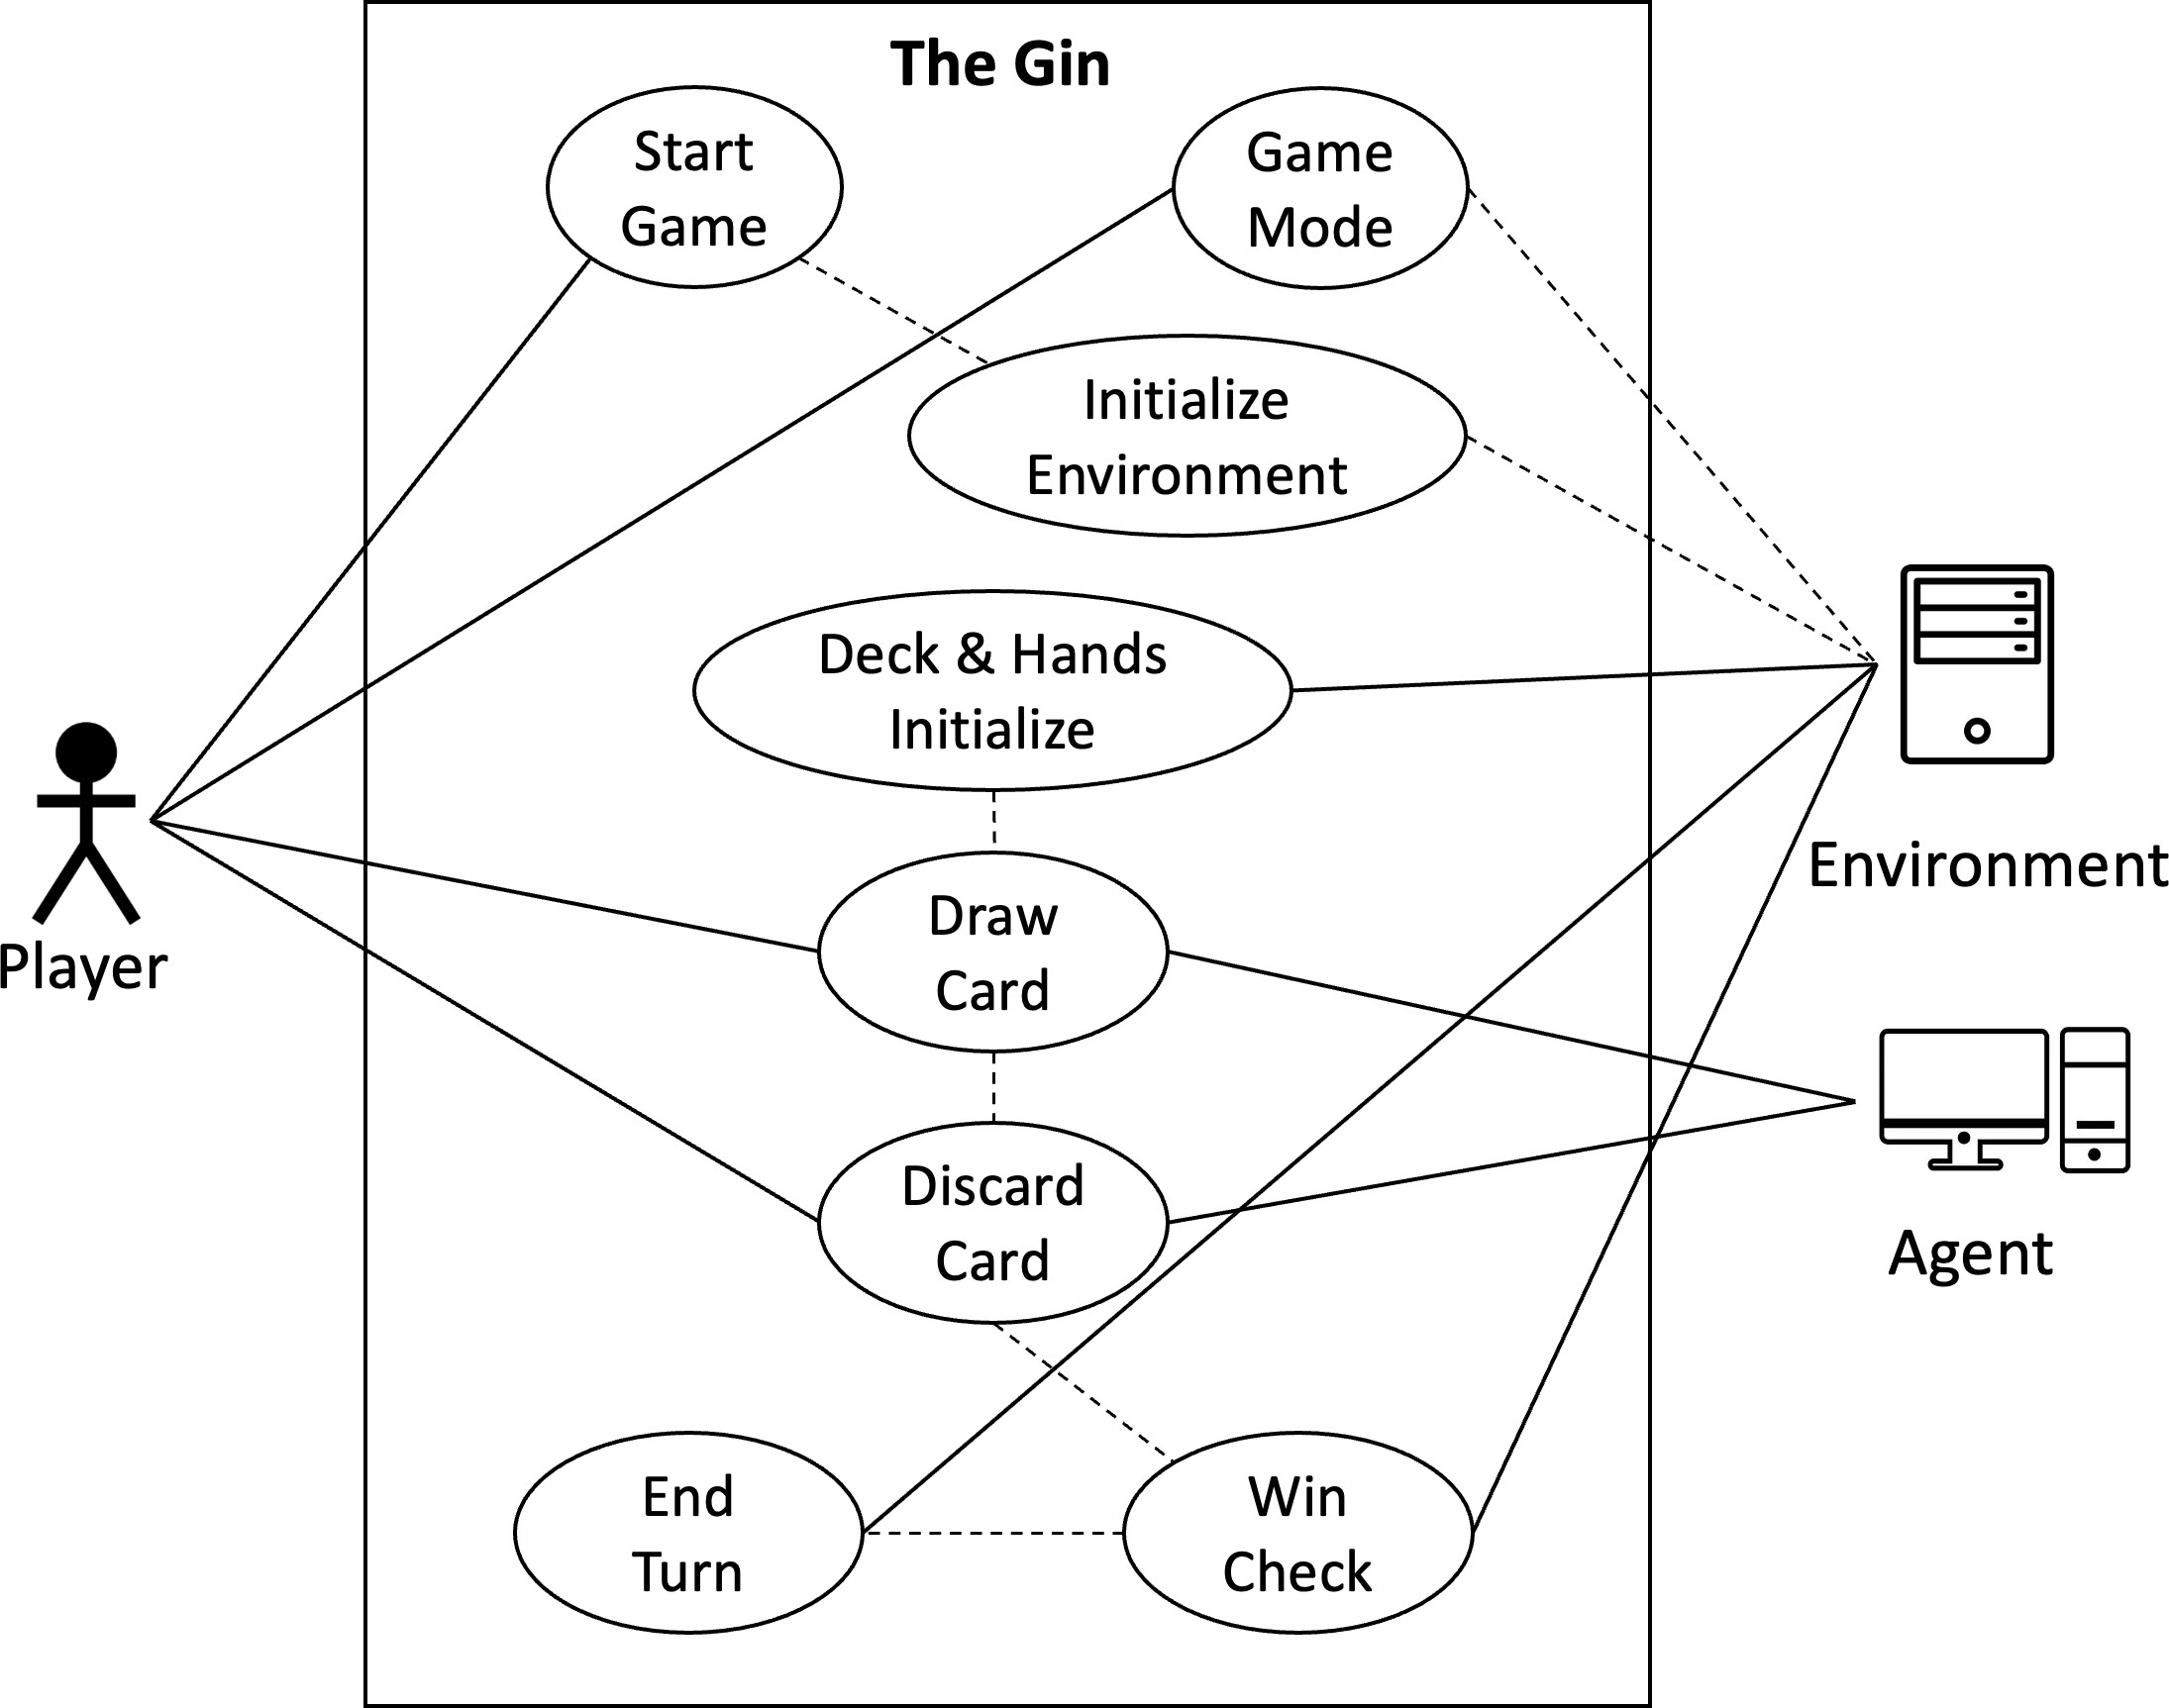 The Gin
Start
Game
Game
Mode
Initialize
Environment
Deck & Hands
Initialize
Draw
Card
Discard
Card
End
Turn
Win
Check
Player
Environment
Agent